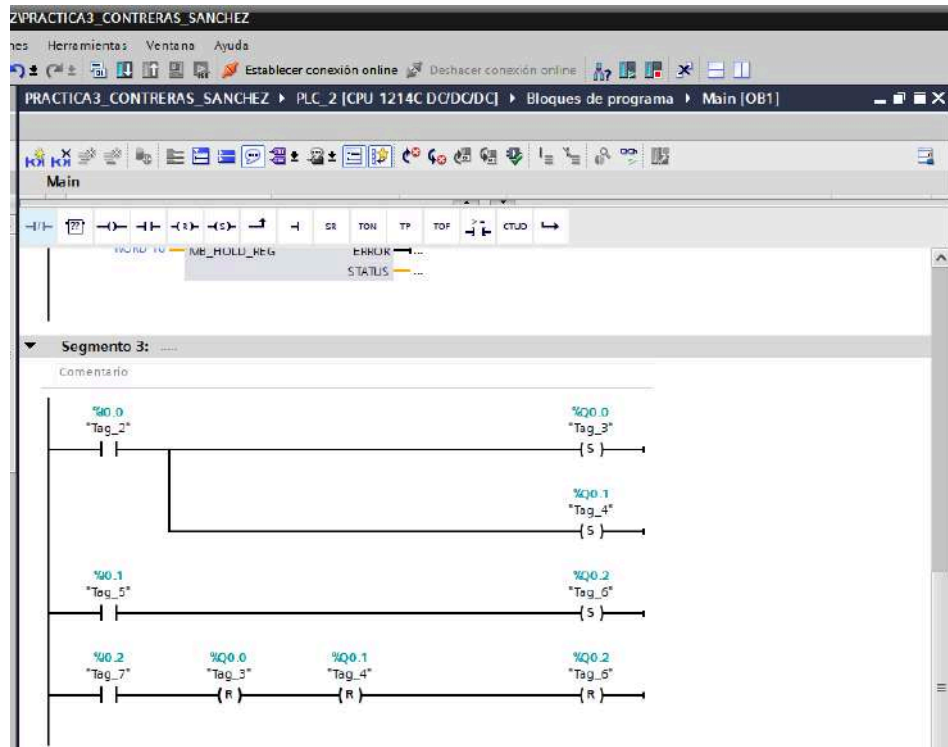 Z\PRACTICA3_CONTRERAS_SANCHEZ
nes Herramientas Ventana Ayuda
Establecer conexión online Deshacer conexión online
PRACTICA3_CONTRERAS_SANCHEZ ▸ PLC_2 [CPU 1214C DC/DC/DC] ▸ Bloques de programa ▸ Main [OB1]
Main
?? (R) (S) SR TON TP TOF CTUD
MB_HOLD_REG ERROR ...
STATUS ...
Segmento 3: .....
Comentario
%I0.0 %Q0.0
"Tag_2" "Tag_3"
S
%Q0.1
"Tag_4"
S
%I0.1 %Q0.2
"Tag_5" "Tag_6"
S
%I0.2 %Q0.0 %Q0.1 %Q0.2
"Tag_7" "Tag_3" "Tag_4" "Tag_6"
R R R